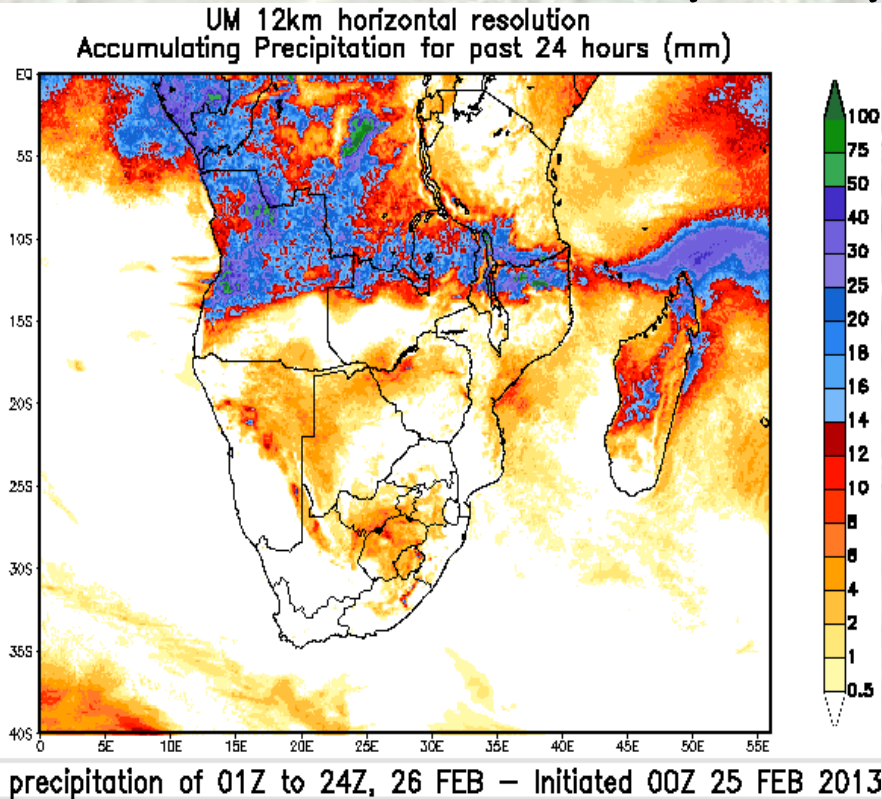 UM 12km horizontal resolution
Accumulating Precipitation for past 24 hours (mm)
EQ
5S
10S
15S
20S
25S
30S
35S
40S
0 5E 10E 15E 20E 25E 30E 35E 40E 45E 50E 55E
100
75
50
40
30
25
20
18
16
14
12
10
8
6
4
2
1
0.5
precipitation of 01Z to 24Z, 26 FEB – Initiated 00Z 25 FEB 2013